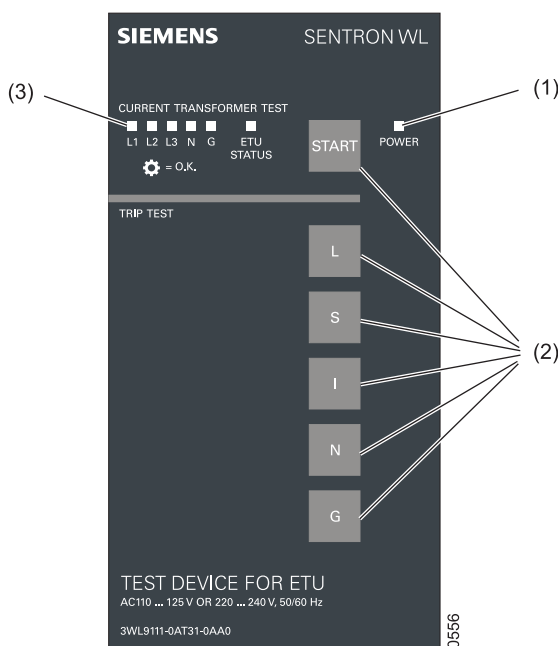 SIEMENS SENTRON WL
(3)
(1)
CURRENT TRANSFORMER TEST
L1 L2 L3 N G ETU STATUS
START
POWER
= O.K.
TRIP TEST
L
S
I
N
G
(2)
TEST DEVICE FOR ETU
AC110 ... 125 V OR 220 ... 240 V, 50/60 Hz
3WL9111-0AT31-0AA0
0556